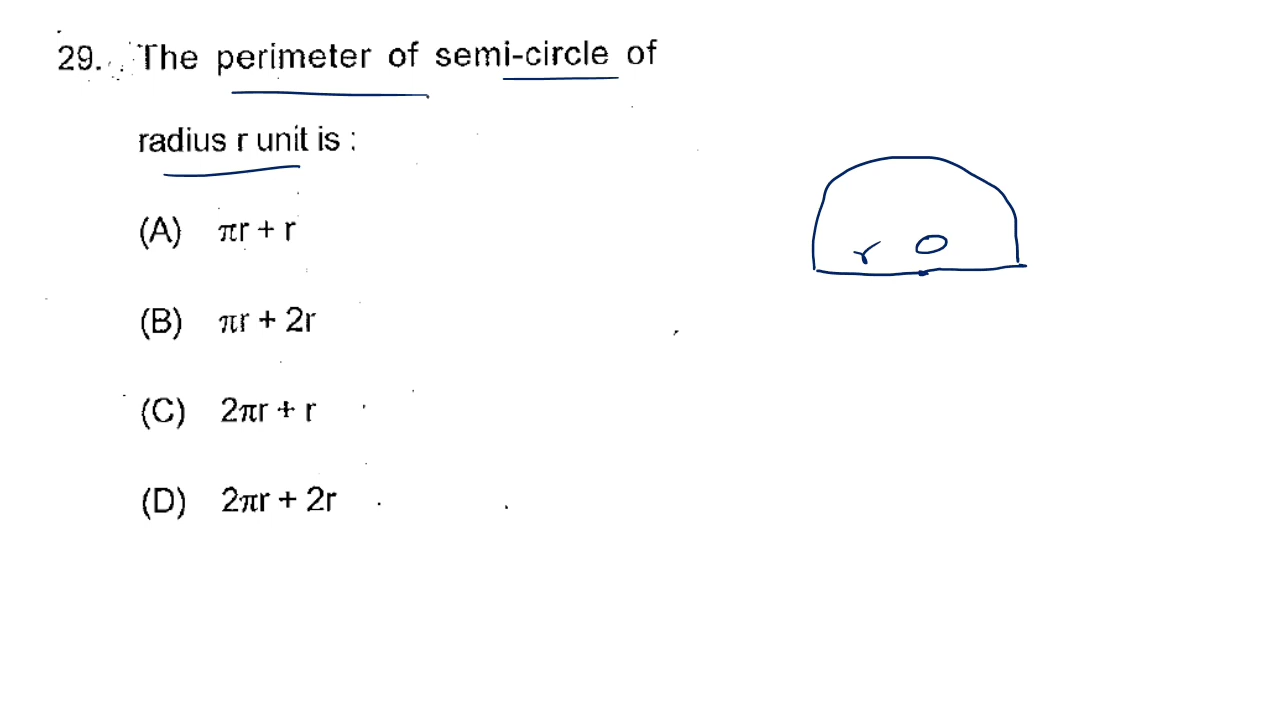 29. The perimeter of semi-circle of
radius r unit is :
(A) πr + r
(B) πr + 2r
(C) 2πr + r
(D) 2πr + 2r
r O